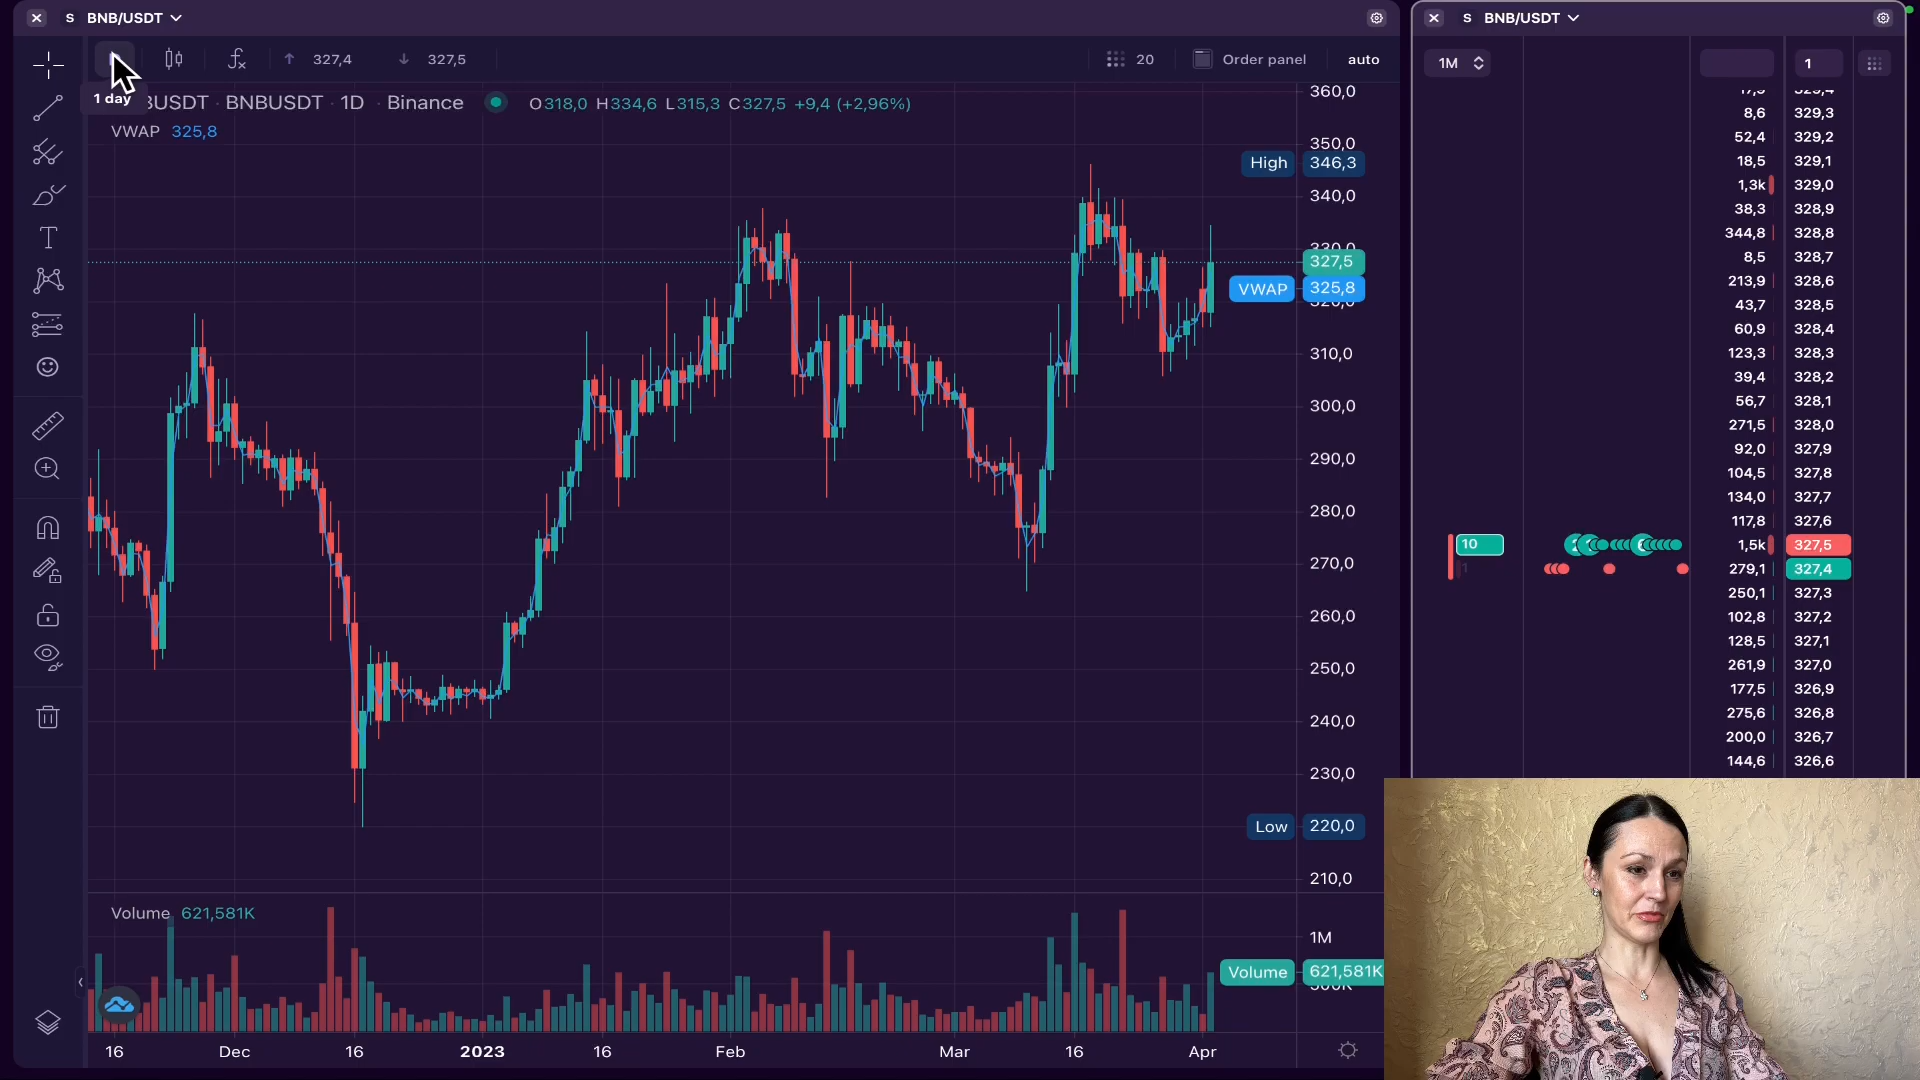 S BNB/USDT
327,4
327,5
20
Order panel
auto
1 day
BUSDT · BNBUSDT · 1D · Binance
O318,0 H334,6 L315,3 C327,5 +9,4 (+2,96%)
VWAP 325,8
360,0
350,0
High 346,3
340,0
330,0
327,5
VWAP 325,8
320,0
310,0
300,0
290,0
280,0
270,0
260,0
250,0
240,0
230,0
Low 220,0
210,0
Volume 621,581K
1M
Volume 621,581K
500K
16 Dec 16 2023 16 Feb Mar 16 Apr
S BNB/USDT
1M
1
329,4
8,6 329,3
52,4 329,2
18,5 329,1
1,3k 329,0
38,3 328,9
344,8 328,8
8,5 328,7
213,9 328,6
43,7 328,5
60,9 328,4
123,3 328,3
39,4 328,2
56,7 328,1
271,5 328,0
92,0 327,9
104,5 327,8
134,0 327,7
117,8 327,6
10 1,5k 327,5
1 279,1 327,4
250,1 327,3
102,8 327,2
128,5 327,1
261,9 327,0
177,5 326,9
275,6 326,8
200,0 326,7
144,6 326,6